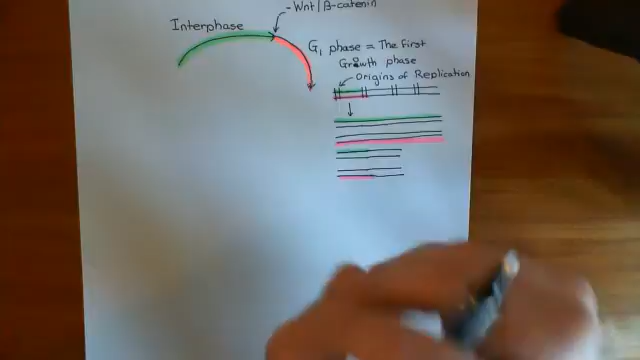 -Wnt/β-catenin
Interphase
G₁ phase = The first
Growth phase
Origins of Replication